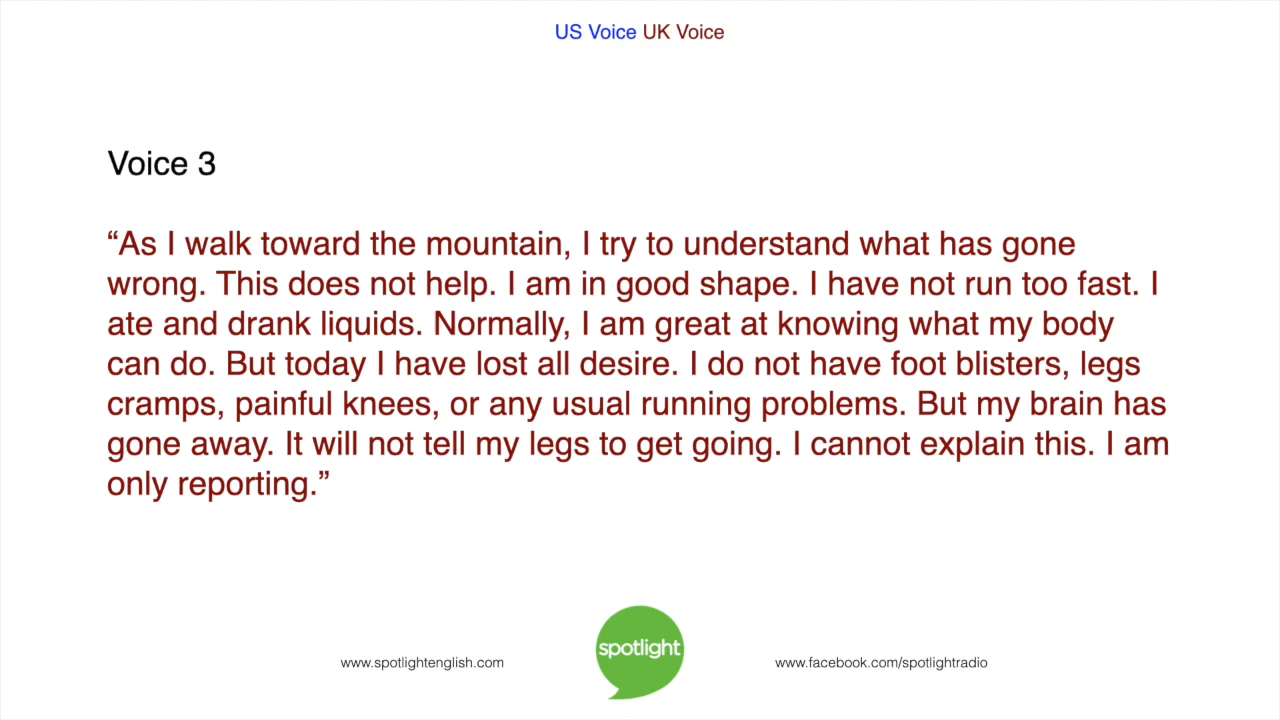 US Voice UK Voice
Voice 3
“As I walk toward the mountain, I try to understand what has gone
wrong. This does not help. I am in good shape. I have not run too fast. I
ate and drank liquids. Normally, I am great at knowing what my body
can do. But today I have lost all desire. I do not have foot blisters, legs
cramps, painful knees, or any usual running problems. But my brain has
gone away. It will not tell my legs to get going. I cannot explain this. I am
only reporting.”
spotlight
www.spotlightenglish.com
www.facebook.com/spotlightradio